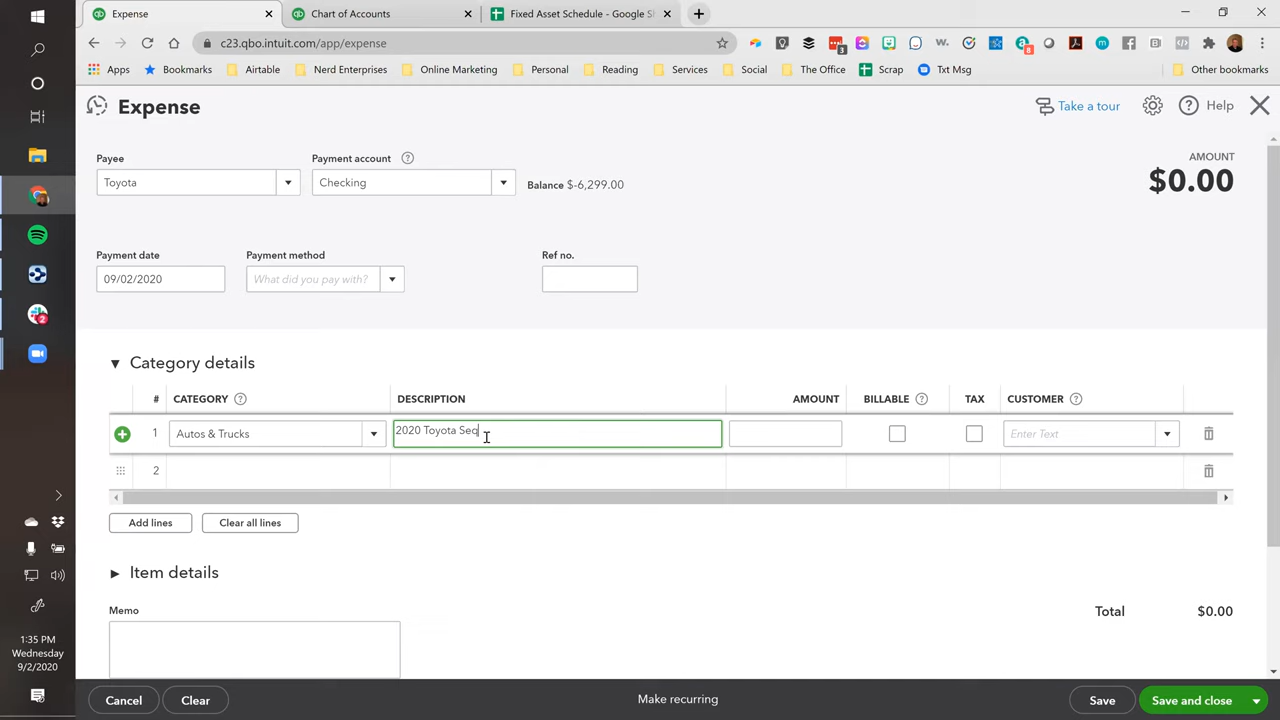 Expense
Chart of Accounts
Fixed Asset Schedule - Google S
c23.qbo.intuit.com/app/expense
3
W.
8
Apps
Bookmarks
Airtable
Nerd Enterprises
Online Marketing
Personal
Reading
Services
Social
The Office
Scrap
Txt Msg
Other bookmarks
Expense
Take a tour
Help
Payee
Payment account
AMOUNT
Toyota
Checking
Balance $-6,299.00
$0.00
Payment date
Payment method
Ref no.
09/02/2020
What did you pay with?
Category details
# CATEGORY DESCRIPTION AMOUNT BILLABLE TAX CUSTOMER
1 Autos & Trucks 2020 Toyota Seq Enter Text
2
Add lines
Clear all lines
Item details
Memo
Total $0.00
Cancel
Clear
Make recurring
Save
Save and close
2
1:35 PM
Wednesday
9/2/2020